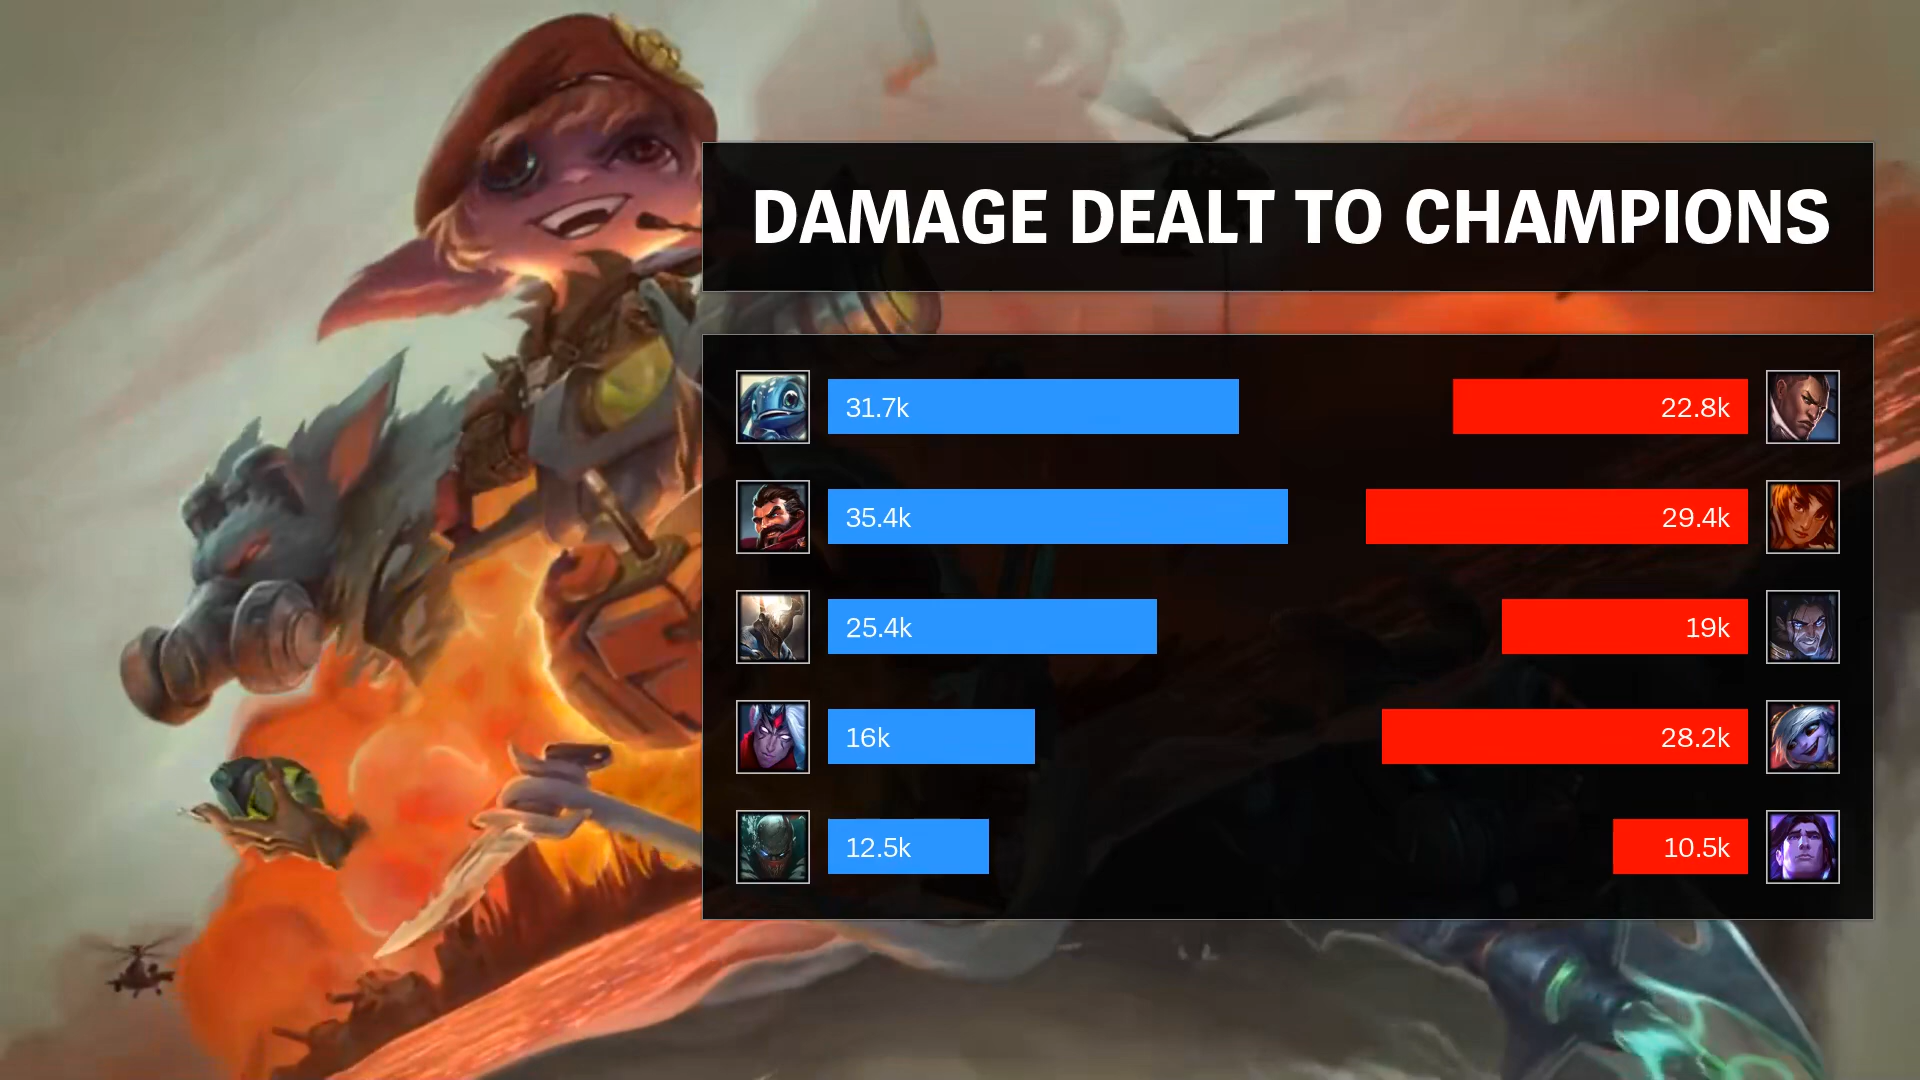 DAMAGE DEALT TO CHAMPIONS
31.7k 22.8k
35.4k 29.4k
25.4k 19k
16k 28.2k
12.5k 10.5k